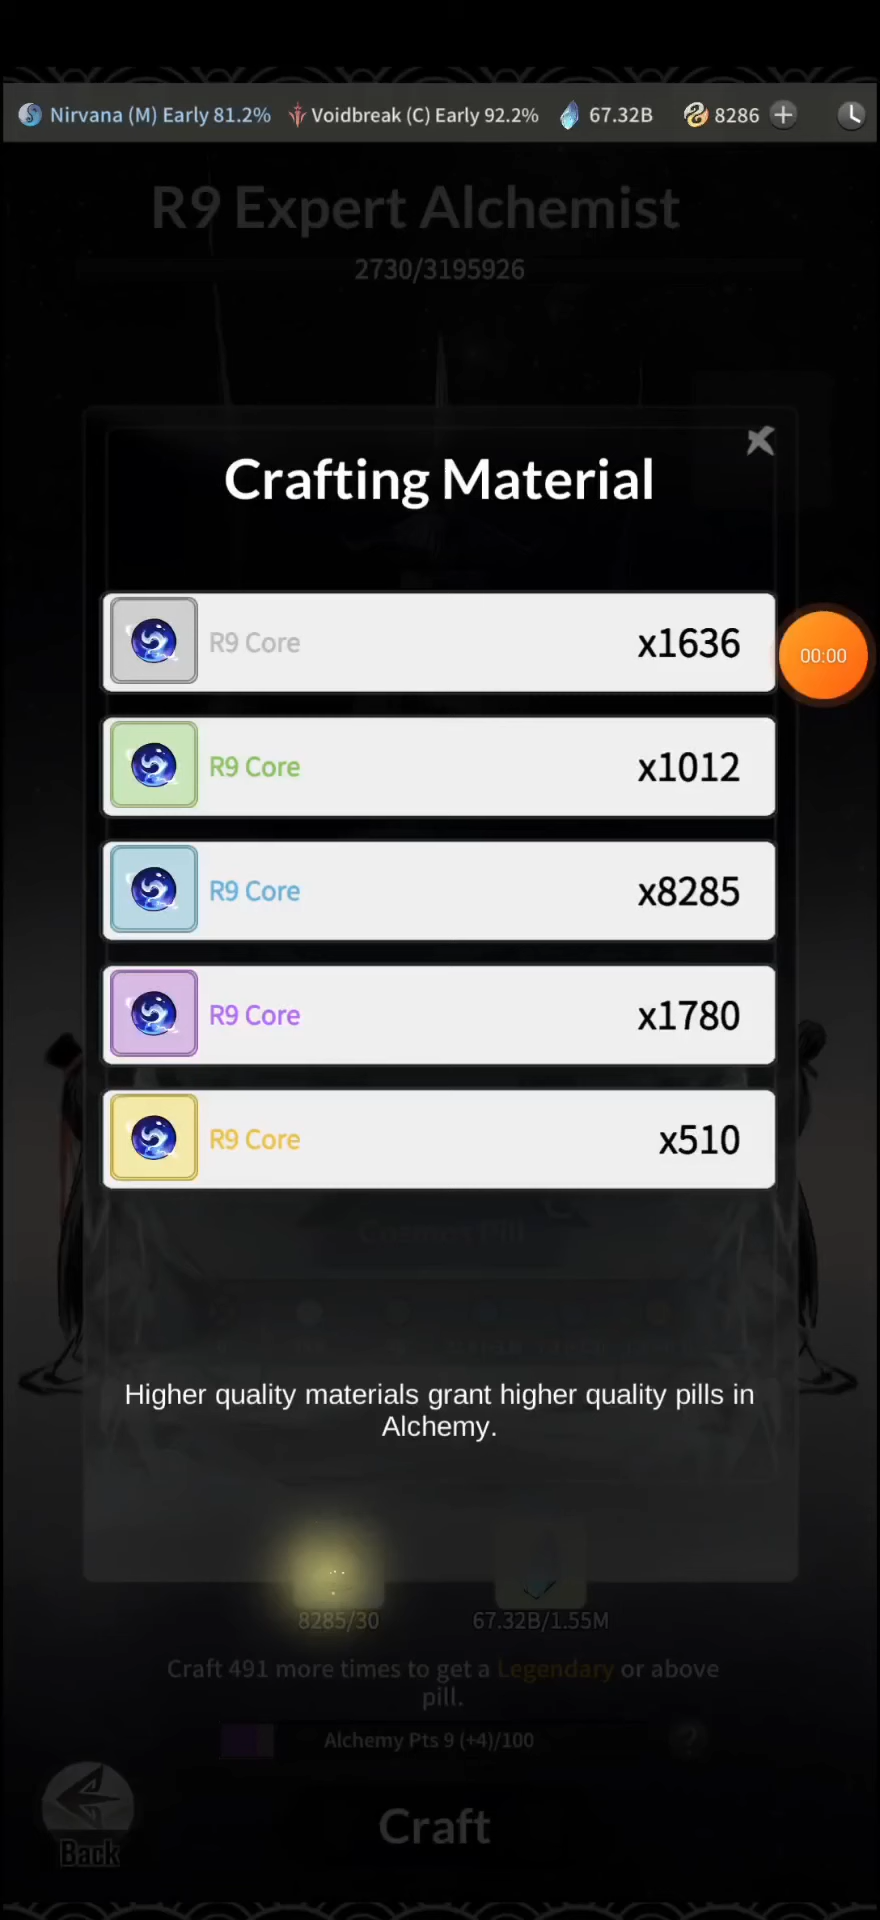 Nirvana (M) Early 81.2% Voidbreak (C) Early 92.2% 67.32B 8286
R9 Expert Alchemist
2730/3195926
Crafting Material
R9 Core x1636
00:00
R9 Core x1012
R9 Core x8285
R9 Core x1780
R9 Core x510
Cosmos Pill
Higher quality materials grant higher quality pills in
Alchemy.
8285/30 67.32B/1.55M
Craft 491 more times to get a Legendary or above
pill.
Alchemy Pts 9 (+4)/100 ?
Craft
Back